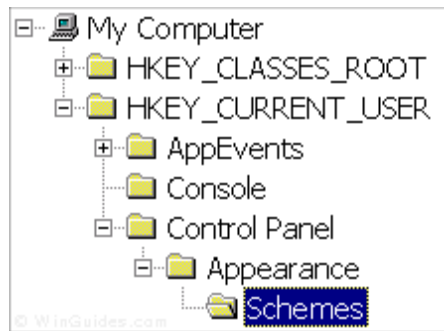 My Computer
HKEY_CLASSES_ROOT
HKEY_CURRENT_USER
AppEvents
Console
Control Panel
Appearance
Schemes
© WinGuides.com